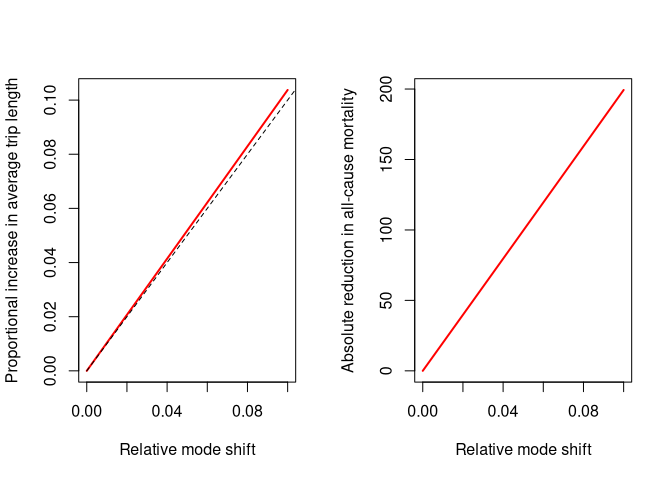 Proportional increase in average trip length
0.00 0.02 0.04 0.06 0.08 0.10
0.00 0.04 0.08
Relative mode shift
Absolute reduction in all-cause mortality
0 50 100 150 200
0.00 0.04 0.08
Relative mode shift